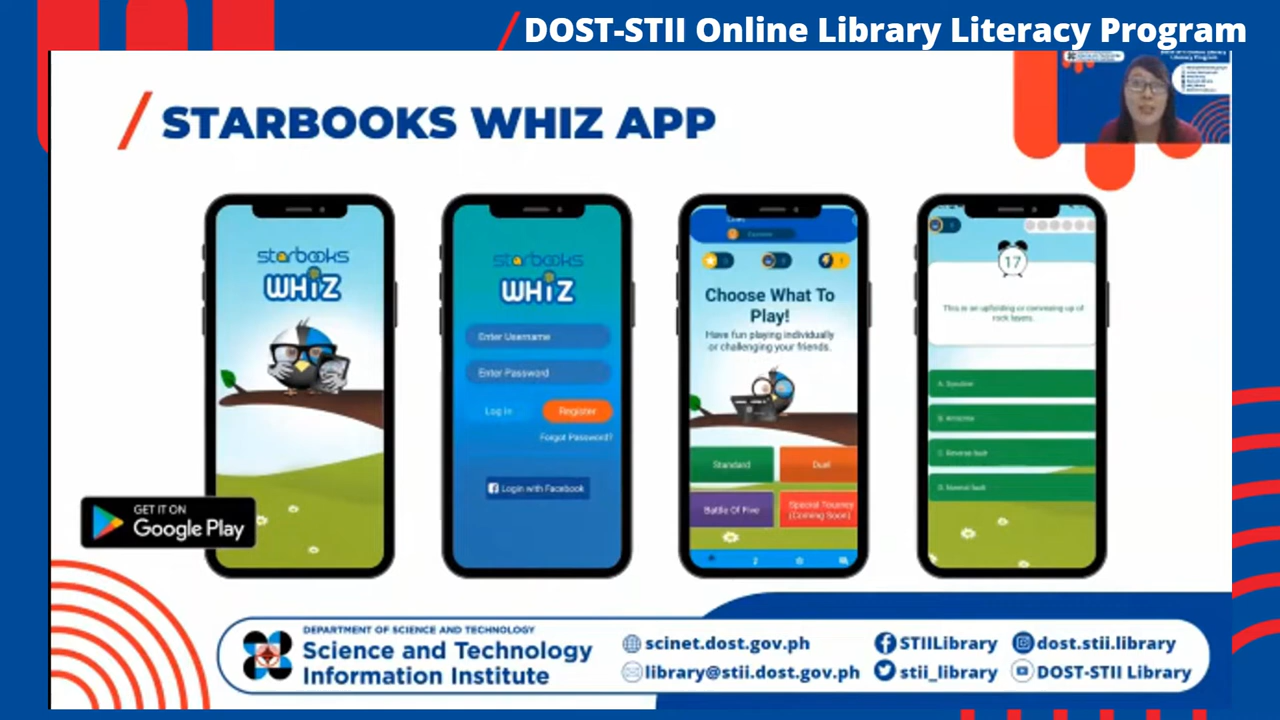 DOST-STII Online Library Literacy Program
STARBOOKS WHIZ APP
starbooks
WHIZ
GET IT ON
Google Play
starbooks
WHIZ
Enter Username
Enter Password
Log in
Register
Forgot Password?
Login with Facebook
Choose What To
Play!
Have fun playing individually
or challenging your friends.
Standard
Duel
Battle Of Five
Special Tourney
(Coming Soon)
17
This is an upfolding or convexing up of
rock layers.
A. Syncline
B. Anticline
C. Reverse fault
D. Normal fault
DEPARTMENT OF SCIENCE AND TECHNOLOGY
Science and Technology
Information Institute
scinet.dost.gov.ph
library@stii.dost.gov.ph
STIILibrary
stii_library
dost.stii.library
DOST-STII Library